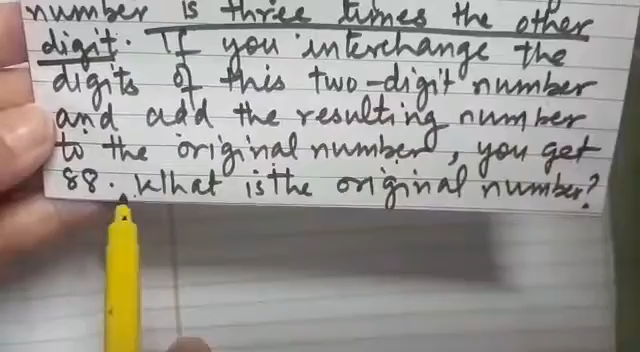 number is three times the other
digit. If you interchange the
digits of this two-digit number
and add the resulting number
to the original number, you get
88. What is the original number?